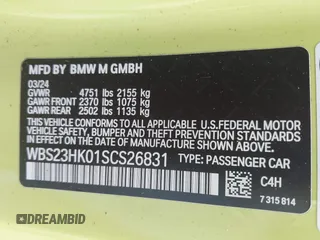 MFD BY BMW M GMBH
03/24
GVWR 4751 lbs 2155 kg
GAWR FRONT 2370 lbs 1075 kg
GAWR REAR 2502 lbs 1135 kg
THIS VEHICLE CONFORMS TO ALL APPLICABLE
U.S.FEDERAL MOTOR
VEHICLE SAFETY, BUMPER, AND THEFT
PREVENTION STANDARDS IN EFFECT ON THE DATE OF MANUFACTURE SHOWN ABOVE.
WBS23HK01SCS26831 TYPE: PASSENGER CAR
C4H
7 315 814
DREAMBID